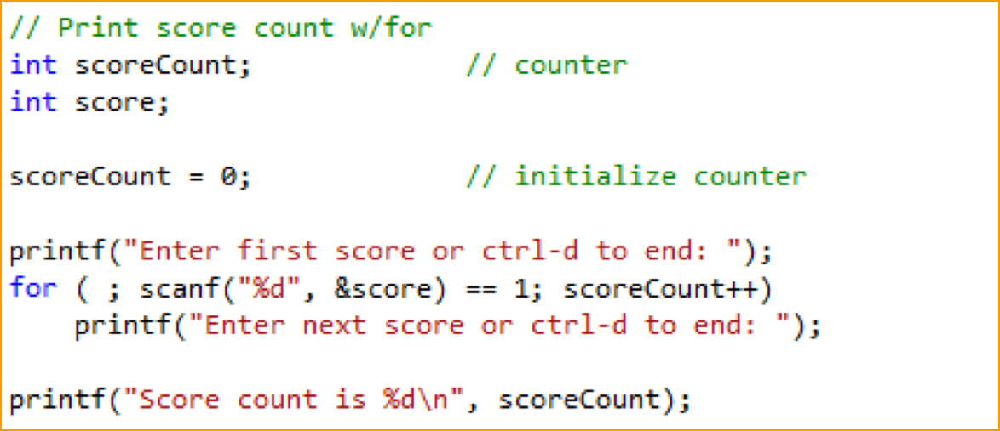 // Print score count w/for
int scoreCount;             // counter
int score;

scoreCount = 0;             // initialize counter

printf("Enter first score or ctrl-d to end: ");
for ( ; scanf("%d", &score) == 1; scoreCount++)
    printf("Enter next score or ctrl-d to end: ");

printf("Score count is %d\n", scoreCount);